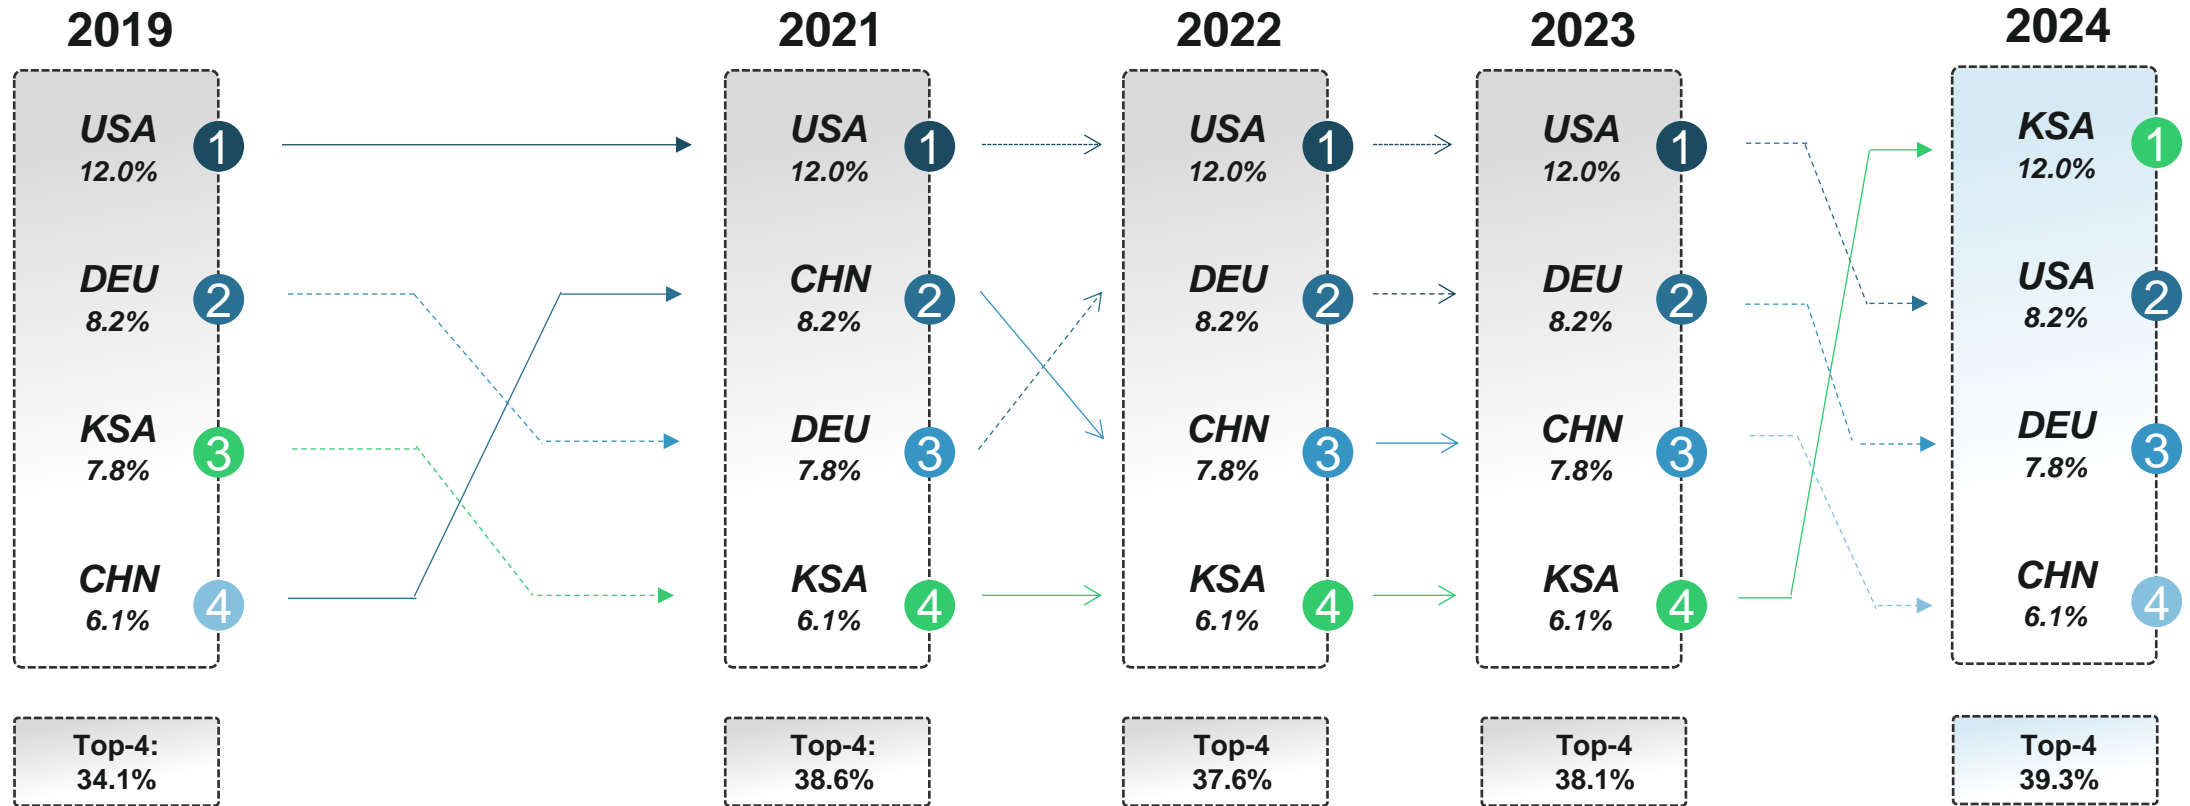 2019
USA
12.0%
1
DEU
8.2%
2
KSA
7.8%
3
CHN
6.1%
4
Top-4:
34.1%
2021
USA
12.0%
1
CHN
8.2%
2
DEU
7.8%
3
KSA
6.1%
4
Top-4:
38.6%
2022
USA
12.0%
1
DEU
8.2%
2
CHN
7.8%
3
KSA
6.1%
4
Top-4
37.6%
2023
USA
12.0%
1
DEU
8.2%
2
CHN
7.8%
3
KSA
6.1%
4
Top-4
38.1%
2024
KSA
12.0%
1
USA
8.2%
2
DEU
7.8%
3
CHN
6.1%
4
Top-4
39.3%